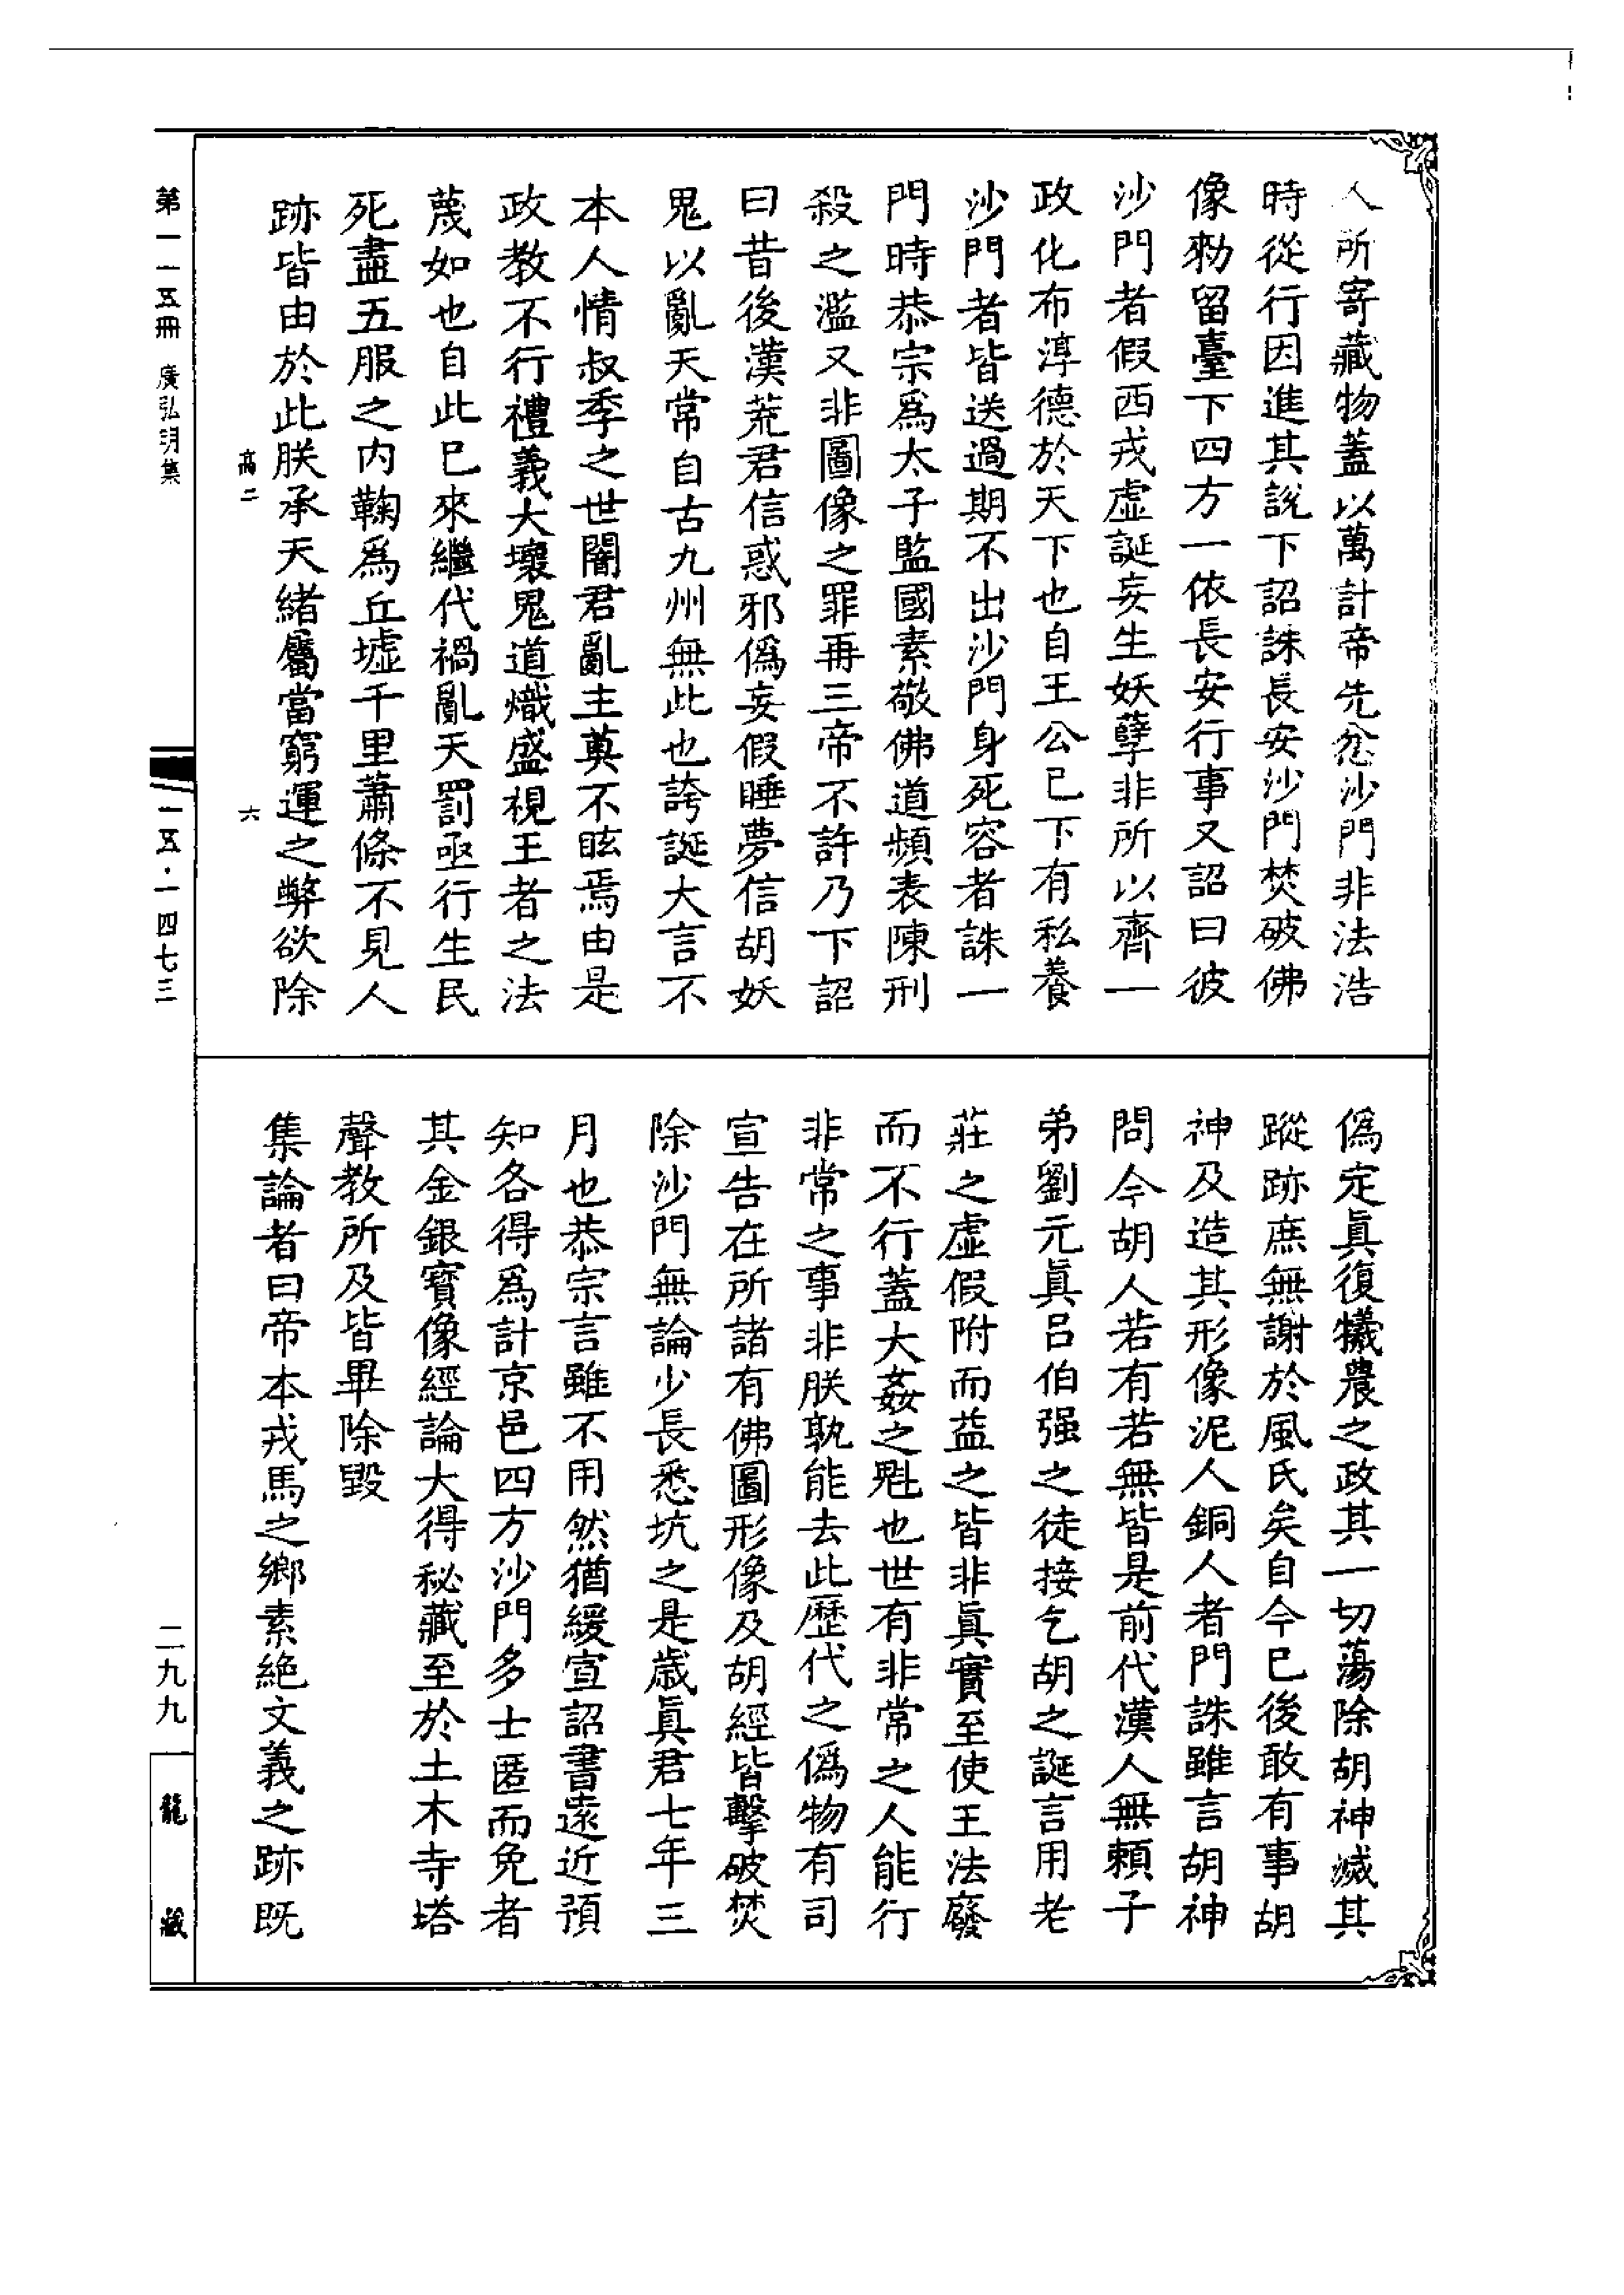 人所寄藏物蓋以萬計帝先忿沙門非法浩
時從行因進其說下詔誅長安沙門焚破佛
像勑留臺下四方一依長安行事又詔曰彼
沙門者假西戎虛誕妄生妖孽非所以齊一
政化布淳德於天下也自王公已下有私養
沙門者皆送過期不出沙門身死容者誅一
門時恭宗爲太子監國素敬佛道頻表陳刑
殺之濫又非圖像之罪再三帝不許乃下詔
曰昔後漢荒君信惑邪僞妄假睡夢信胡妖
鬼以亂天常自古九州無此也誇誕大言不
本人情叔季之世闇君亂主莫不眩焉由是
政教不行禮義大壞鬼道熾盛視王者之法
蔑如也自此已來繼代禍亂天罰亟行生民
死盡五服之内鞠爲丘墟千里蕭條不見人
跡皆由於此朕承天緒屬當窮運之弊欲除
高二
六
僞定眞復犧農之政其一切蕩除胡神滅其
蹤跡庶無謝於風氏矣自今已後敢有事胡
神及造其形像泥人銅人者門誅雖言胡神
問今胡人若有若無皆是前代漢人無頼子
弟劉元眞吕伯强之徒接乞胡之誕言用老
莊之虛假附而益之皆非眞實至使王法廢
而不行蓋大姦之魁也世有非常之人能行
非常之事非朕孰能去此歷代之僞物有司
宣告在所諸有佛圖形像及胡經皆擊破焚
除沙門無論少長悉坑之是歲眞君七年三
月也恭宗言雖不用然猶緩宣詔書遠近預
知各得爲計京邑四方沙門多士匿而免者
其金銀寶像經論大得秘藏至於土木寺塔
聲教所及皆畢除毀
集論者曰帝本戎馬之鄉素絶文義之跡既
第一一五冊 廣弘明集
一五·一四七三
二九九
龍藏